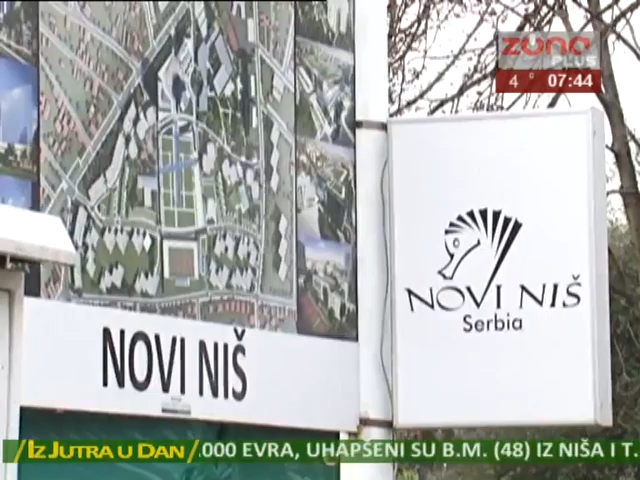 zona
PLUS
4 ° 07:44
NOVI NIŠ
Serbia
NOVI NIŠ
/IZ JUTRA U DAN/ .000 EVRA, UHAPŠENI SU B.M. (48) IZ NIŠA I T.